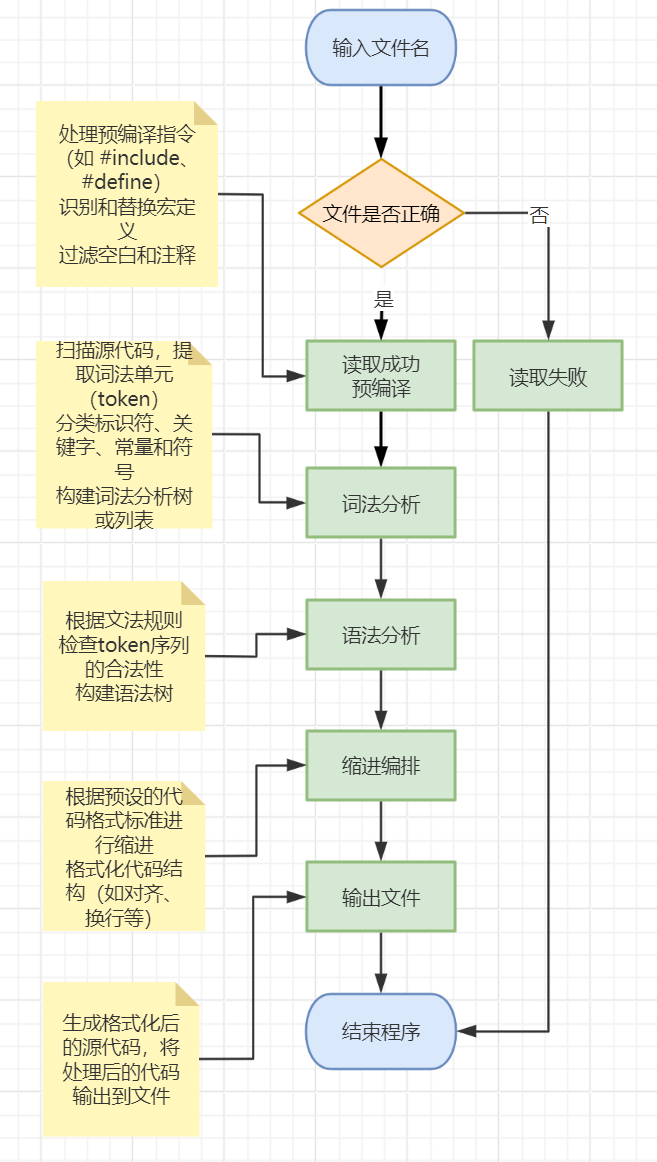 输入文件名
处理预编译指令
（如 #include、
#define）
识别和替换宏定
义
过滤空白和注释
文件是否正确
否
是
读取成功
预编译
读取失败
扫描源代码，提
取词法单元
（token）
分类标识符、关
键字、常量和符
号
构建词法分析树
或列表
词法分析
根据文法规则
检查token序列
的合法性
构建语法树
语法分析
缩进编排
根据预设的代
码格式标准进
行缩进
格式化代码结
构（如对齐、
换行等）
输出文件
生成格式化后
的源代码，将
处理后的代码
输出到文件
结束程序